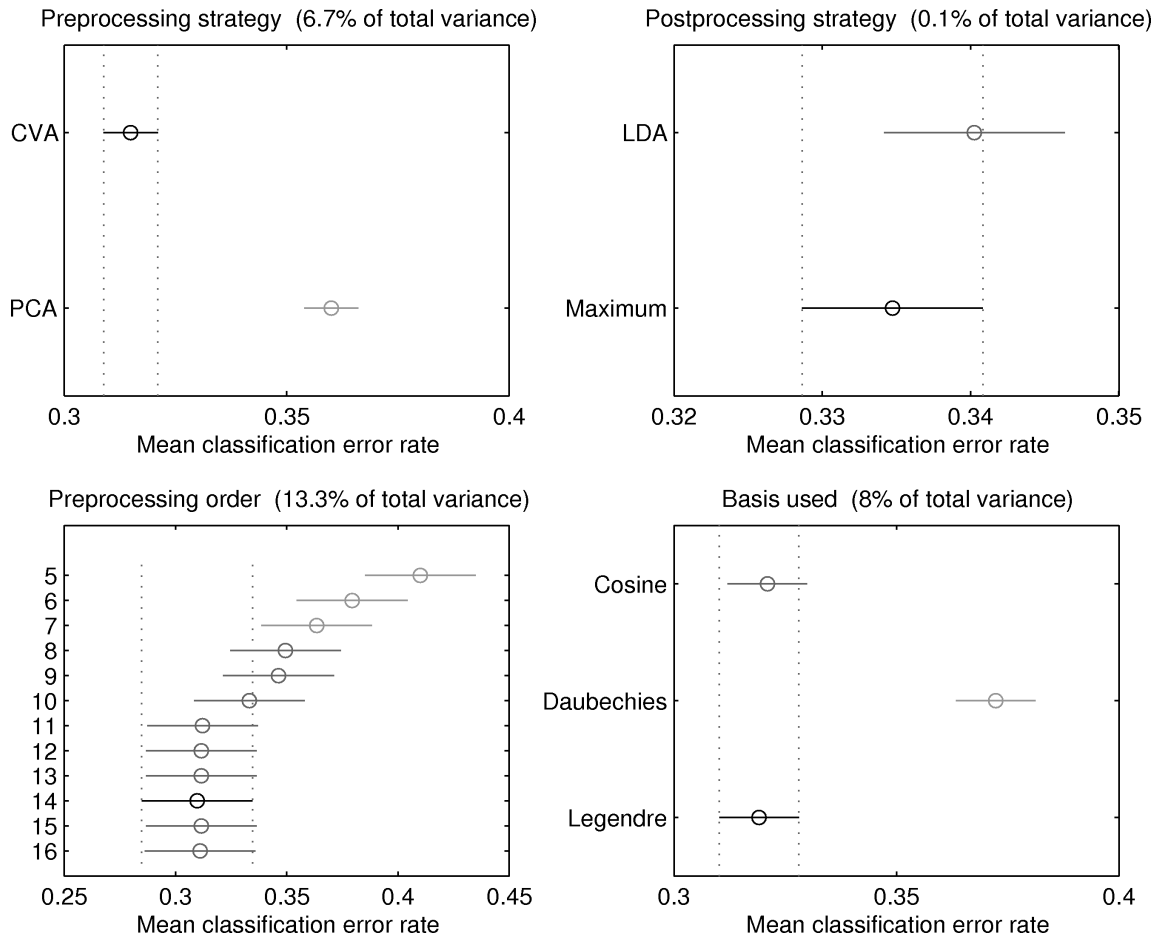 Preprocessing strategy (6.7% of total variance)
CVA
PCA
0.3 0.35 0.4
Mean classification error rate
Postprocessing strategy (0.1% of total variance)
LDA
Maximum
0.32 0.33 0.34 0.35
Mean classification error rate
Preprocessing order (13.3% of total variance)
5
6
7
8
9
10
11
12
13
14
15
16
0.25 0.3 0.35 0.4 0.45
Mean classification error rate
Basis used (8% of total variance)
Cosine
Daubechies
Legendre
0.3 0.35 0.4
Mean classification error rate